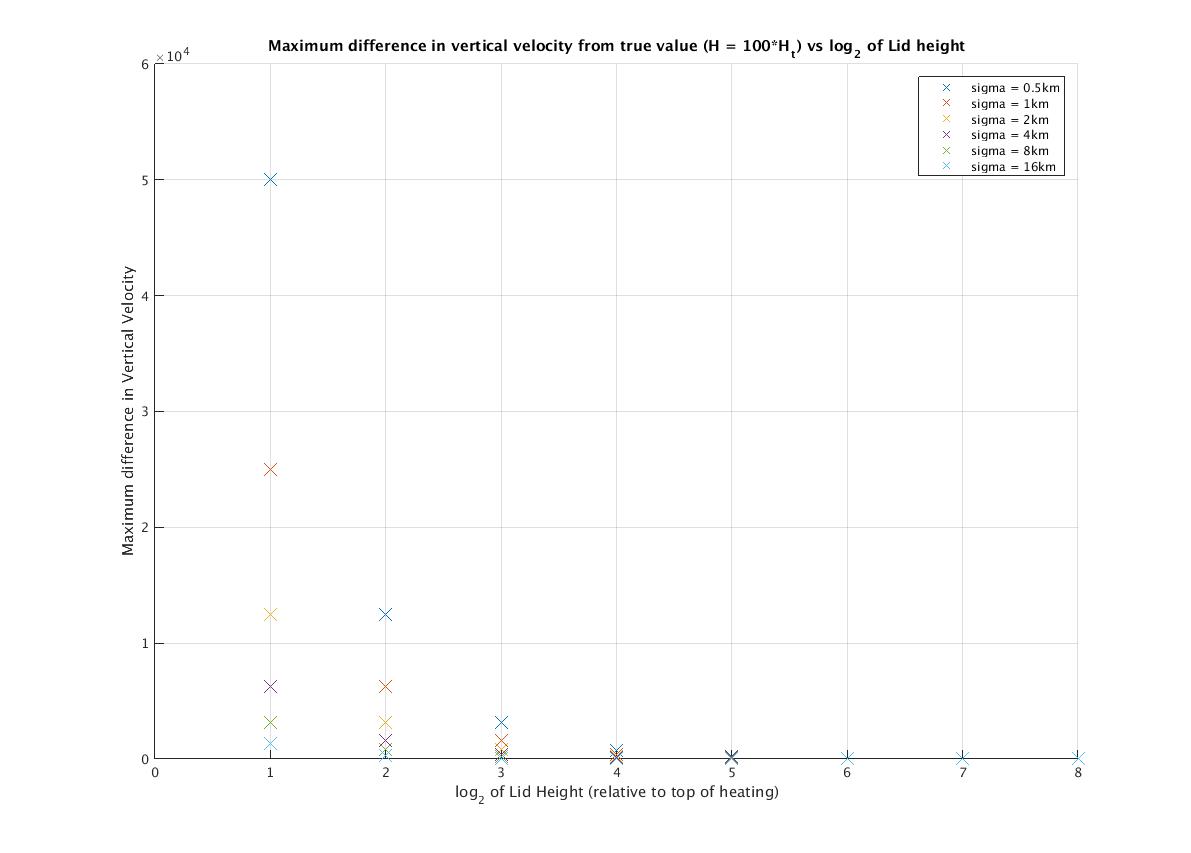 Maximum difference in vertical velocity from true value (H = 100*H_t) vs log_2 of Lid height
×10^4
6
5
4
3
2
1
0
Maximum difference in Vertical Velocity
sigma = 0.5km
sigma = 1km
sigma = 2km
sigma = 4km
sigma = 8km
sigma = 16km
0 1 2 3 4 5 6 7 8
log_2 of Lid Height (relative to top of heating)